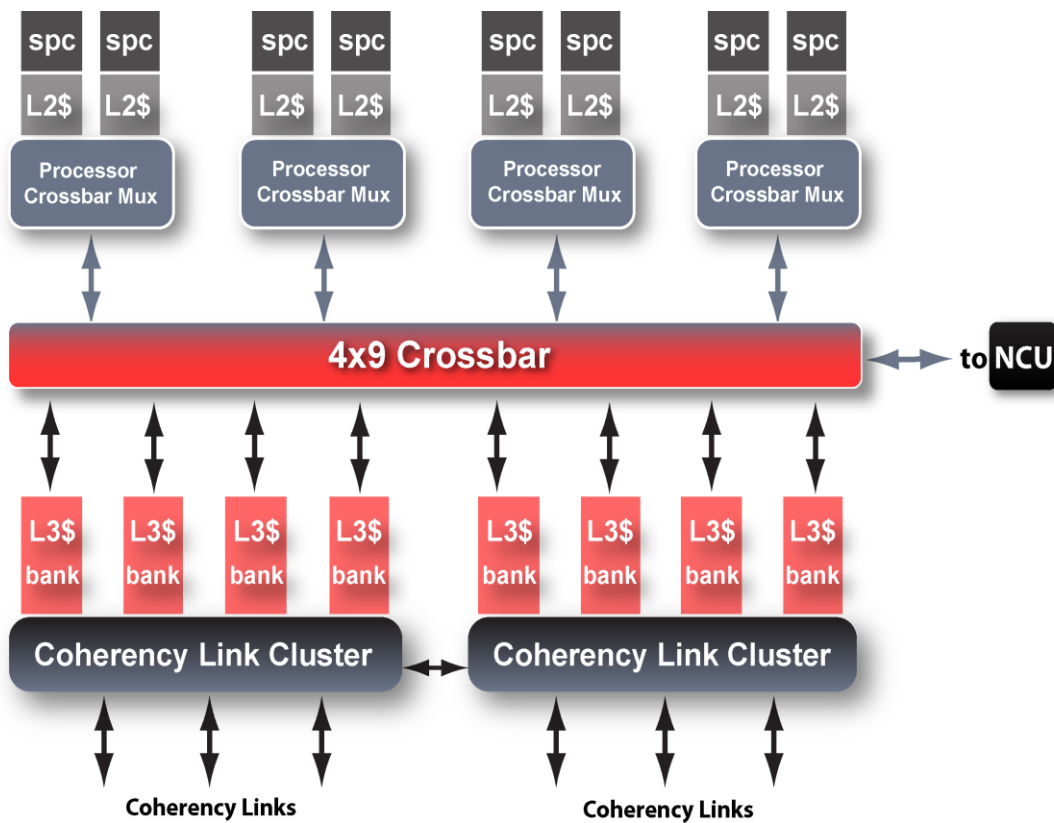 spc spc spc spc spc spc spc spc
L2$ L2$ L2$ L2$ L2$ L2$ L2$ L2$
Processor Processor Processor Processor
Crossbar Mux Crossbar Mux Crossbar Mux Crossbar Mux
4x9 Crossbar to NCU
L3$ L3$ L3$ L3$ L3$ L3$ L3$ L3$
bank bank bank bank bank bank bank bank
Coherency Link Cluster Coherency Link Cluster
Coherency Links Coherency Links